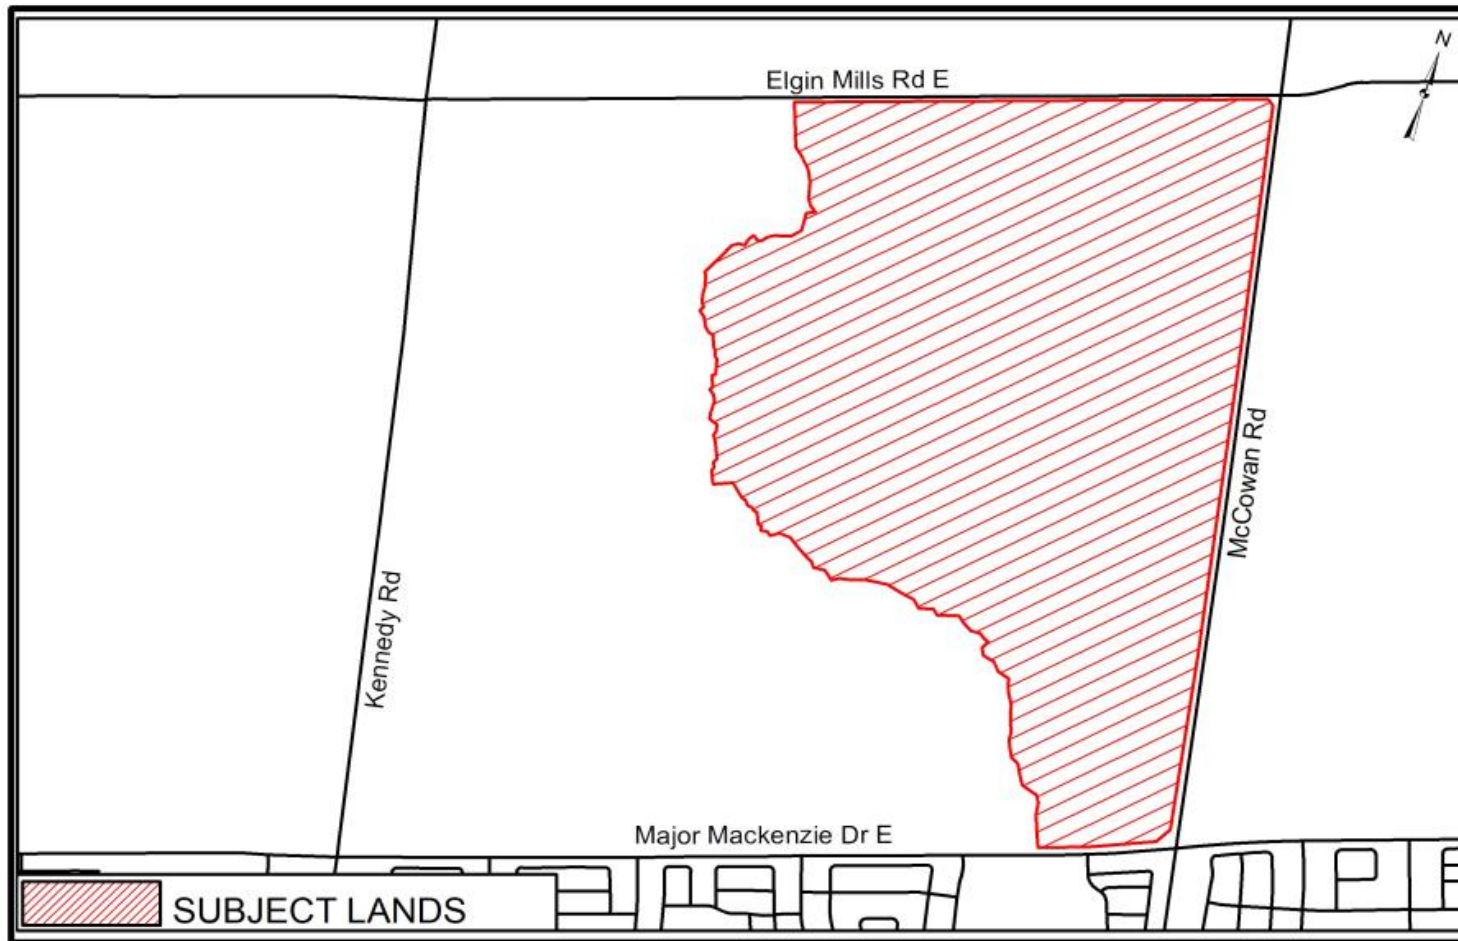 N
Elgin Mills Rd E
McCowan Rd
Kennedy Rd
Major Mackenzie Dr E
SUBJECT LANDS